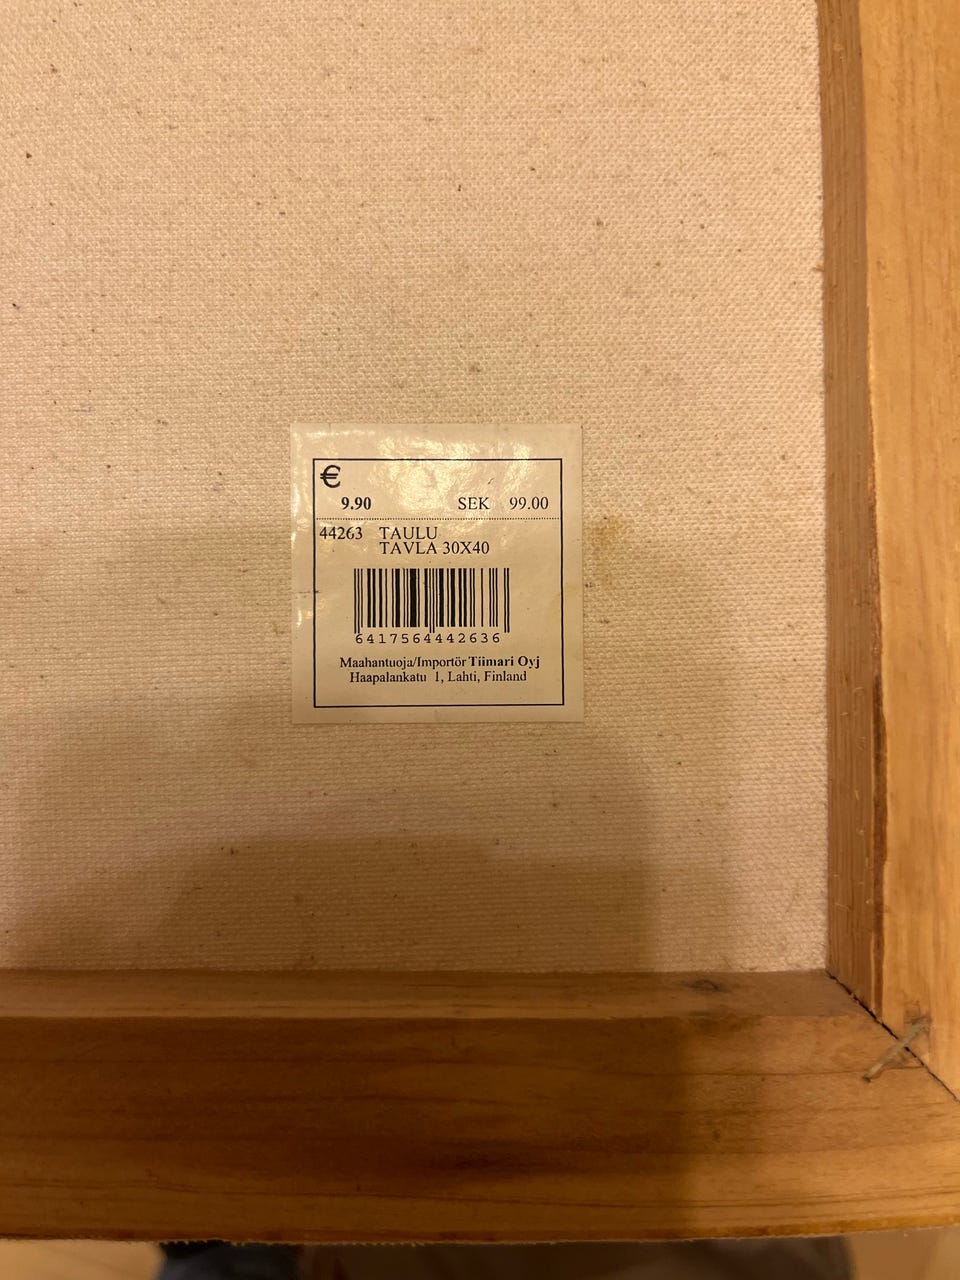 €
9.90 SEK 99.00
44263 TAULU
TAVLA 30X40
6417564442636
Maahantuoja/Importör Tiimari Oyj
Haapalankatu 1, Lahti, Finland